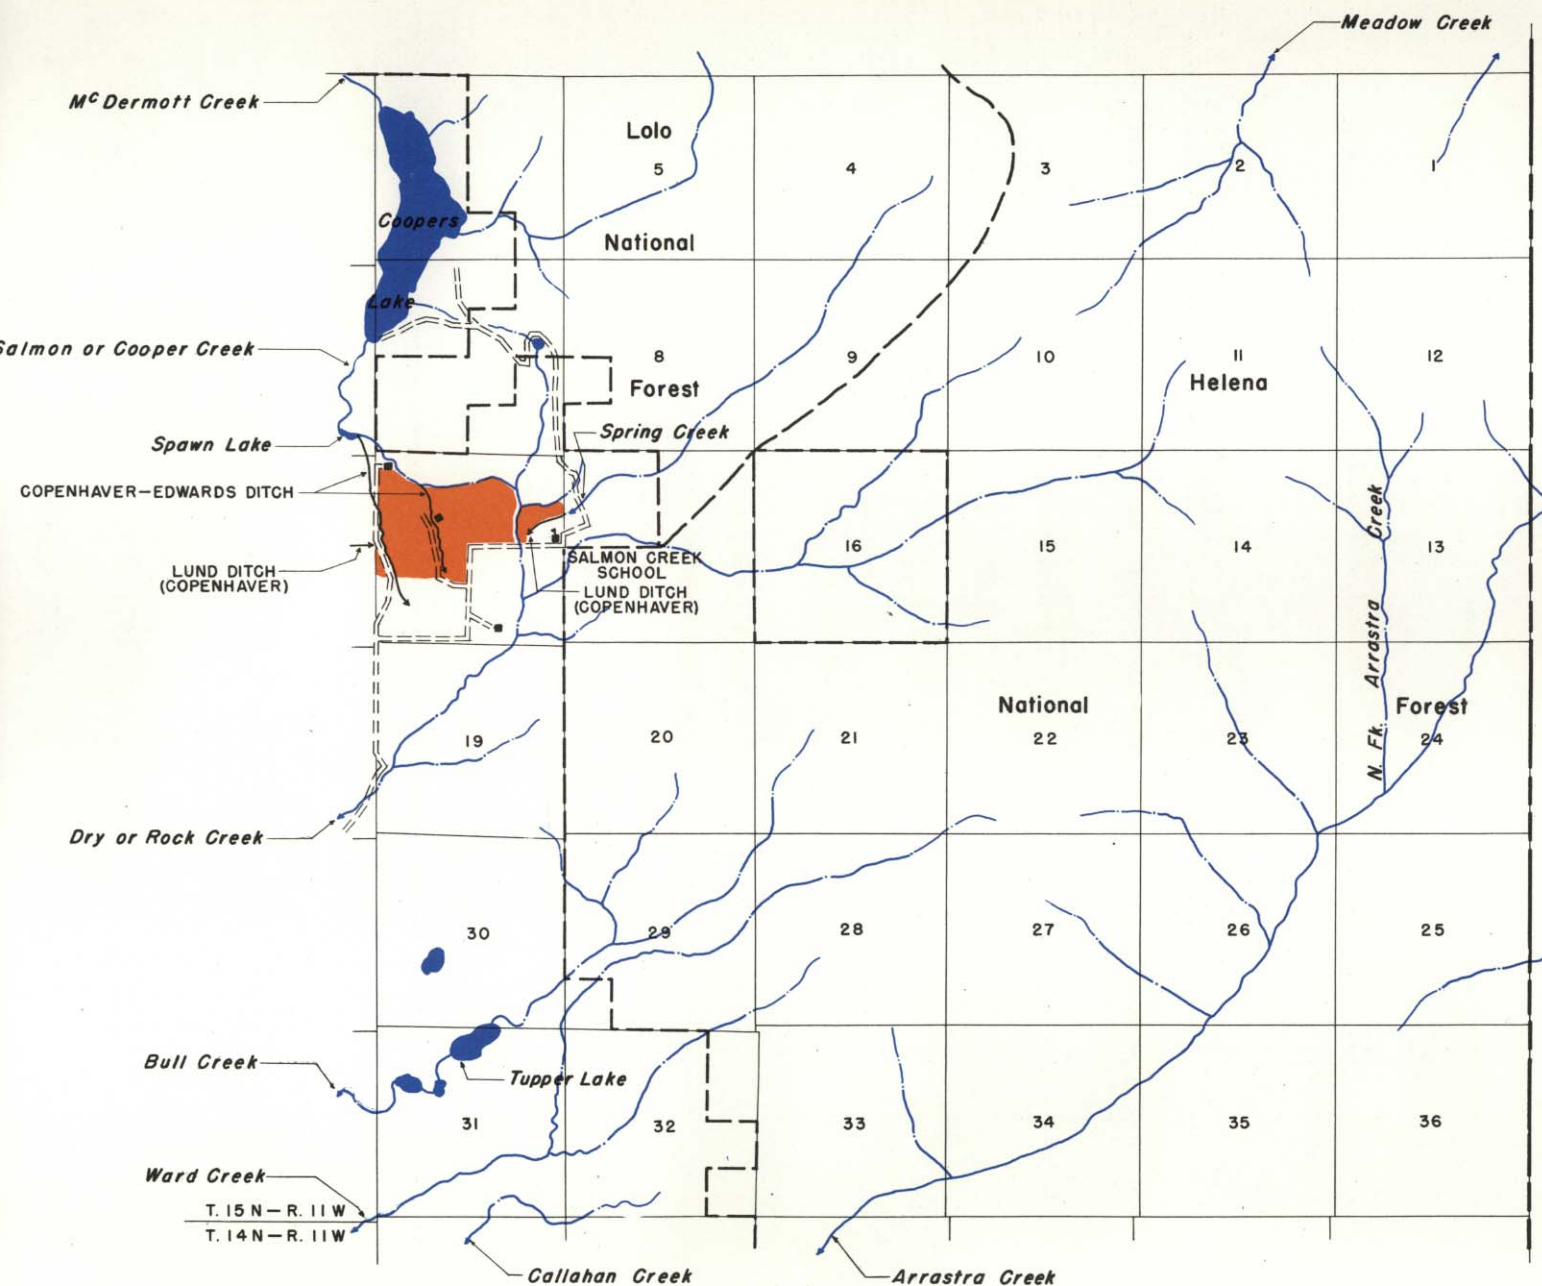 Meadow Creek
Mc Dermott Creek
Lolo
5
4
3
2
1
Coopers
National
Lake
Salmon or Cooper Creek
8
9
10
11
12
Forest
Helena
Spawn Lake
Spring Creek
COPENHAVER-EDWARDS DITCH
LUND DITCH
(COPENHAVER)
1
SALMON CREEK
SCHOOL
LUND DITCH
(COPENHAVER)
16
15
14
13
N. Fk. Arrastra Creek
National
Forest
19
20
21
22
23
24
Dry or Rock Creek
30
29
28
27
26
25
Bull Creek
Tupper Lake
31
32
33
34
35
36
Ward Creek
T. 15 N - R. 11 W
T. 14 N - R. 11 W
Callahan Creek
Arrastra Creek